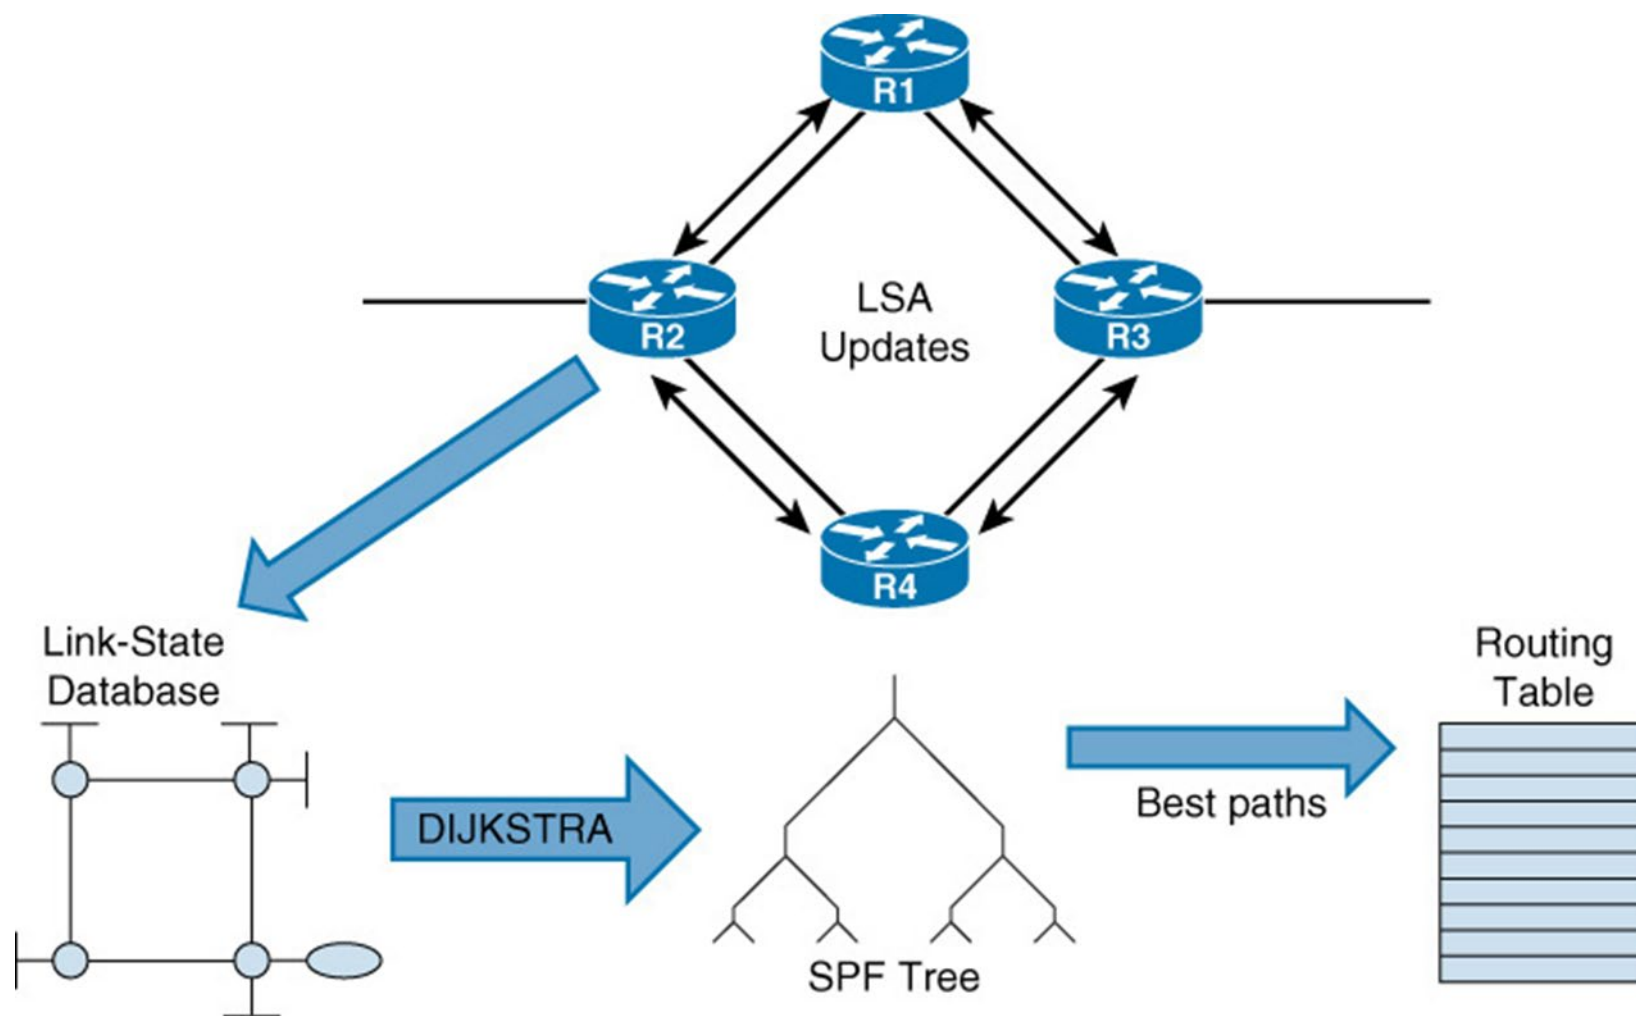 R1
LSA
Updates
R2
R3
R4
Link-State
Database
DIJKSTRA
SPF Tree
Best paths
Routing
Table